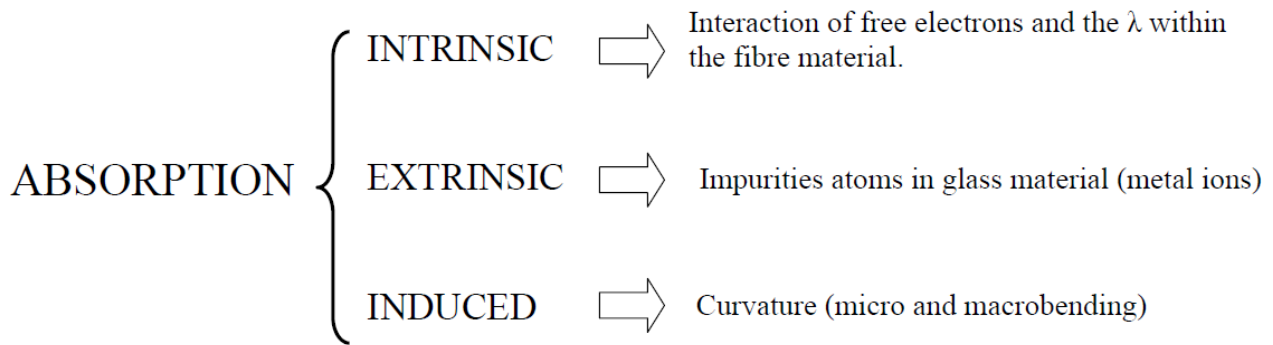 INTRINSIC
Interaction of free electrons and the λ within
the fibre material.
ABSORPTION
EXTRINSIC
Impurities atoms in glass material (metal ions)
INDUCED
Curvature (micro and macrobending)